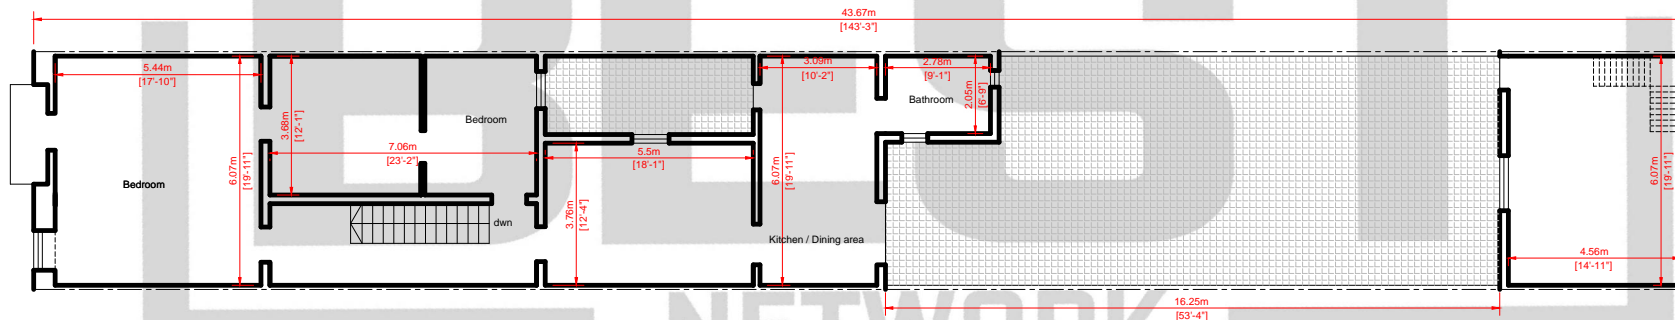 43.67m
[143'-3"]
5.44m
[17'-10"]
3.09m
[10'-2"]
2.78m
[9'-1"]
Bathroom
2.05m
[6'-9"]
Bedroom
3.68m
[12'-1"]
7.06m
[23'-2"]
5.5m
[18'-1"]
6.07m
[19'-11"]
Bedroom
6.07m
[19'-11"]
6.07m
[19'-11"]
3.76m
[12'-4"]
dwn
Kitchen / Dining area
4.56m
[14'-11"]
16.25m
[53'-4"]
BEST
NETWORK